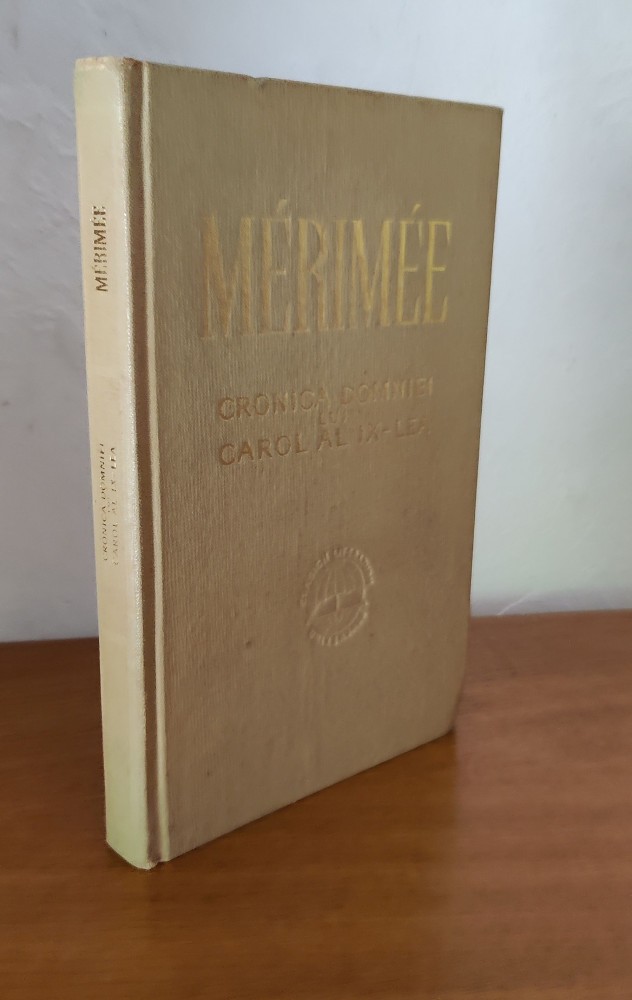 MÉRIMÉE
CRONICA DOMNIEI
LUI
CAROL AL IX-LEA
MÉRIMÉE
CRONICA DOMNIEI
CAROL AL IX-LEA